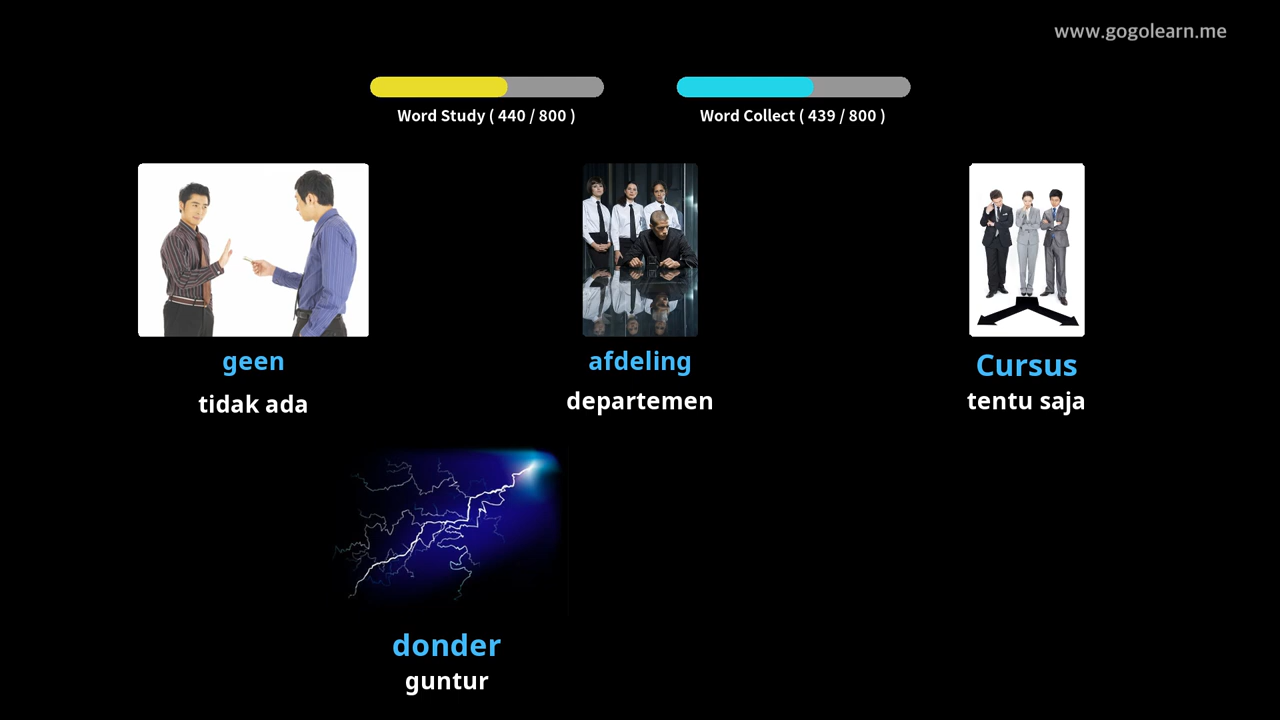 www.gogolearn.me
Word Study ( 440 / 800 )
Word Collect ( 439 / 800 )
geen
tidak ada
afdeling
departemen
Cursus
tentu saja
donder
guntur